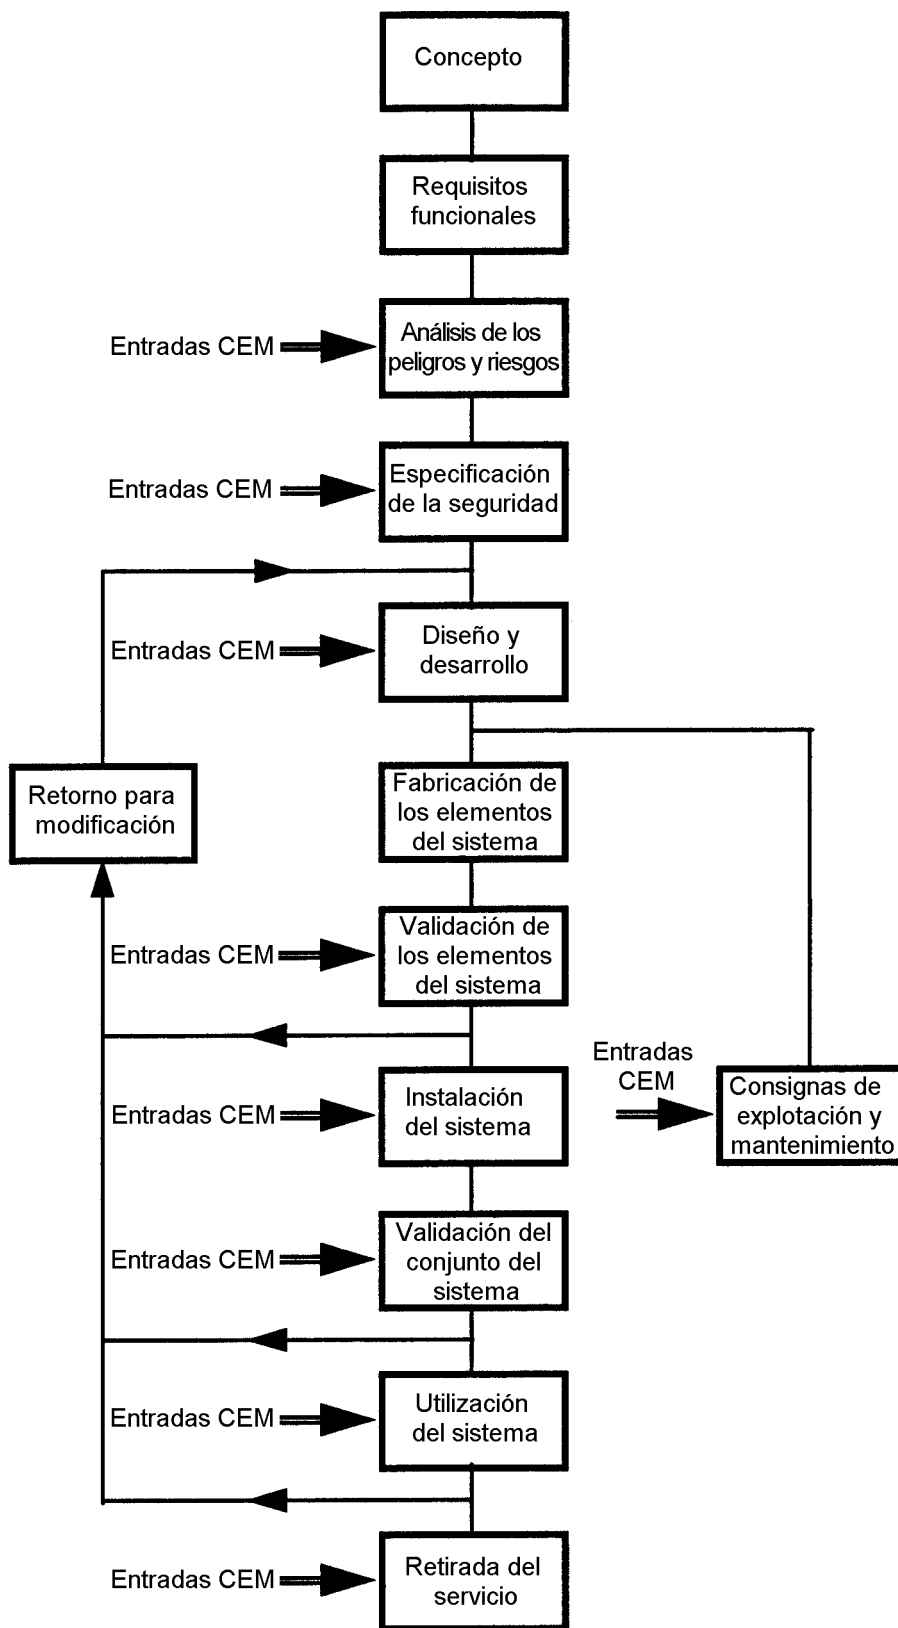 Concepto
Requisitos
funcionales
Entradas CEM
Análisis de los
peligros y riesgos
Entradas CEM
Especificación
de la seguridad
Entradas CEM
Diseño y
desarrollo
Retorno para
modificación
Fabricación de
los elementos
del sistema
Entradas CEM
Validación de
los elementos
del sistema
Entradas CEM
Instalación
del sistema
Entradas
CEM
Consignas de
explotación y
mantenimiento
Entradas CEM
Validación del
conjunto del
sistema
Entradas CEM
Utilización
del sistema
Entradas CEM
Retirada del
servicio